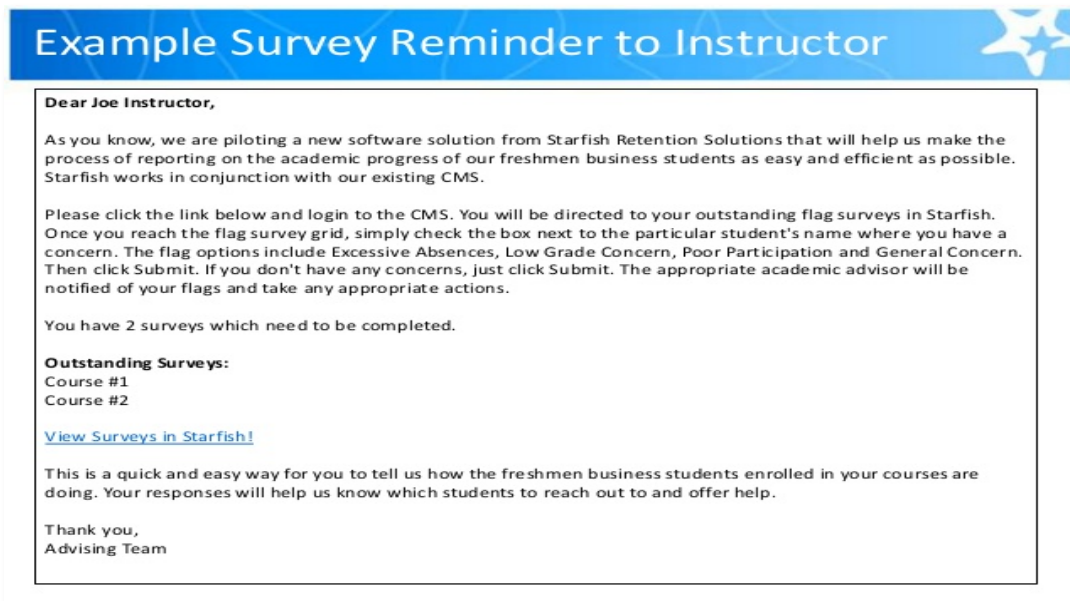 Example Survey Reminder to Instructor
Dear Joe Instructor,
As you know, we are piloting a new software solution from Starfish Retention Solutions that will help us make the
process of reporting on the academic progress of our freshmen business students as easy and efficient as possible.
Starfish works in conjunction with our existing CMS.
Please click the link below and login to the CMS. You will be directed to your outstanding flag surveys in Starfish.
Once you reach the flag survey grid, simply check the box next to the particular student's name where you have a
concern. The flag options include Excessive Absences, Low Grade Concern, Poor Participation and General Concern.
Then click Submit. If you don't have any concerns, just click Submit. The appropriate academic advisor will be
notified of your flags and take any appropriate actions.
You have 2 surveys which need to be completed.
Outstanding Surveys:
Course #1
Course #2
View Surveys in Starfish!
This is a quick and easy way for you to tell us how the freshmen business students enrolled in your courses are
doing. Your responses will help us know which students to reach out to and offer help.
Thank you,
Advising Team